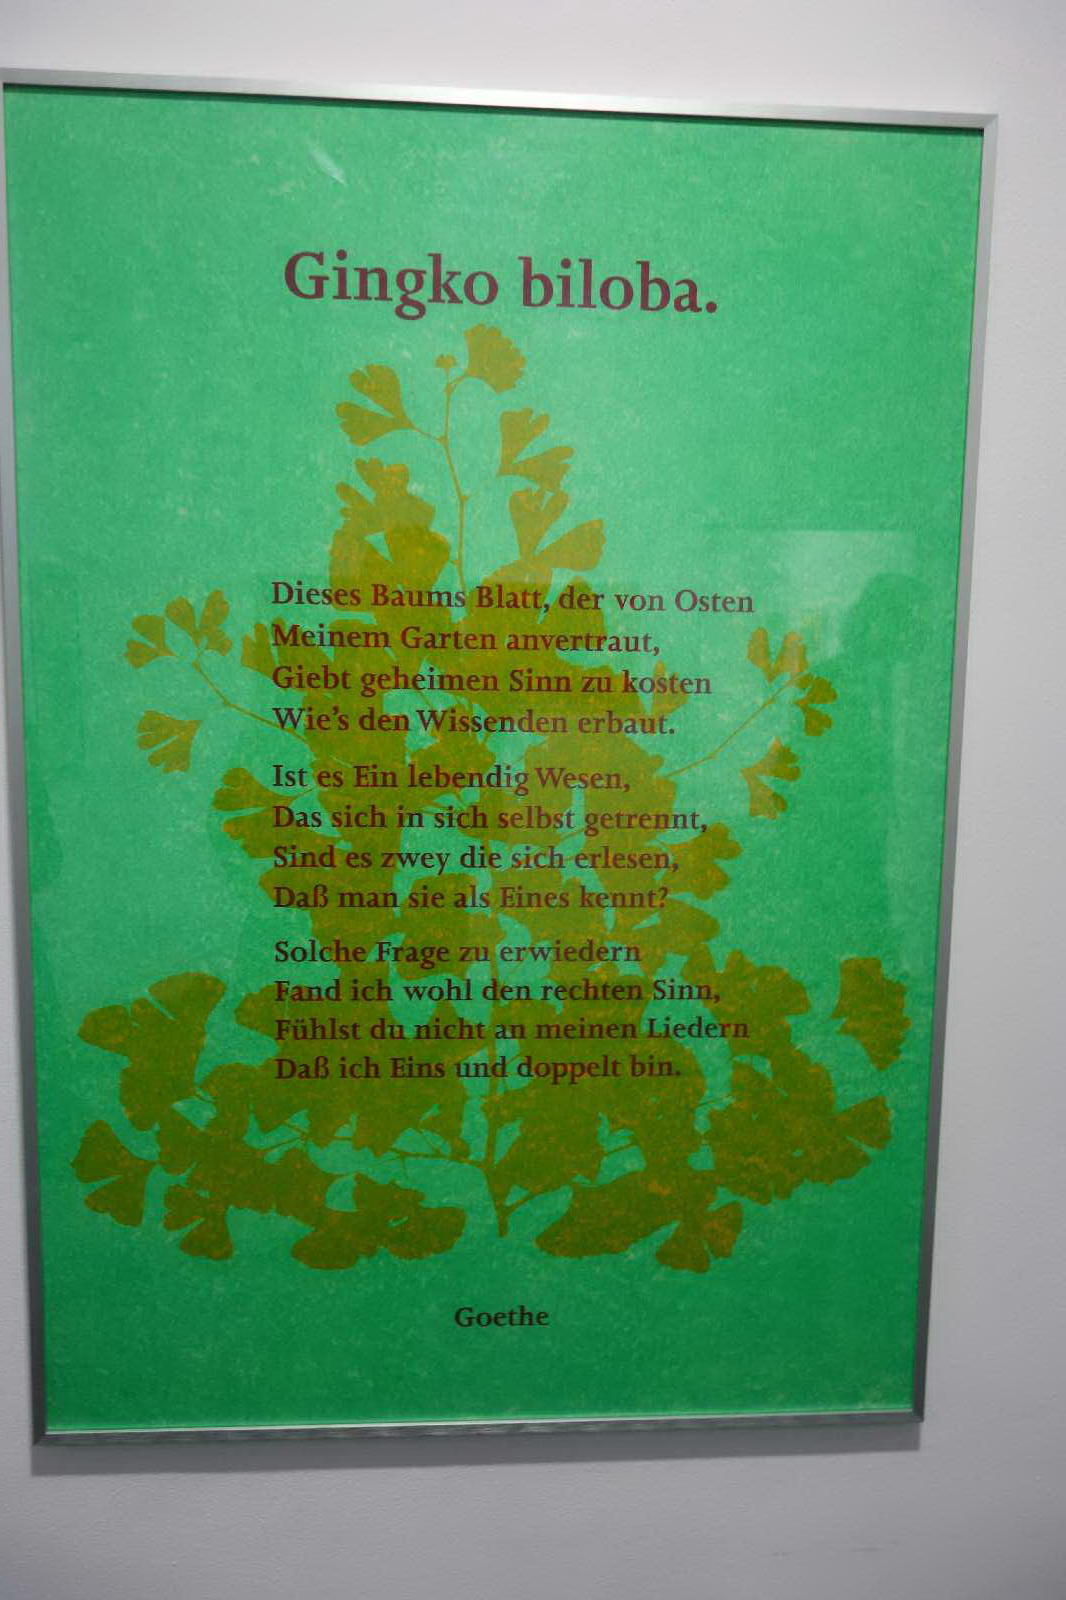 Gingko biloba.
Dieses Baums Blatt, der von Osten
Meinem Garten anvertraut,
Giebt geheimen Sinn zu kosten
Wie’s den Wissenden erbaut.
Ist es Ein lebendig Wesen,
Das sich in sich selbst getrennt,
Sind es zwey die sich erlesen,
Daß man sie als Eines kennt?
Solche Frage zu erwiedern
Fand ich wohl den rechten Sinn,
Fühlst du nicht an meinen Liedern
Daß ich Eins und doppelt bin.
Goethe